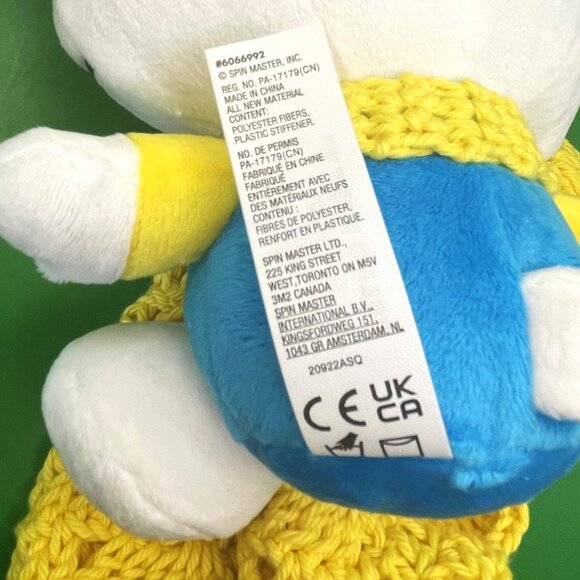 #6066992
© SPIN MASTER, INC.
REG. NO. PA-17179(CN)
MADE IN CHINA
ALL NEW MATERIAL
CONTENT:
POLYESTER FIBERS,
PLASTIC STIFFENER.
NO. DE PERMIS
PA-17179(CN)
FABRIQUÉ EN CHINE
FABRIQUÉ
ENTIÈREMENT AVEC
DES MATÉRIAUX NEUFS
CONTENU :
FIBRES DE POLYESTER,
RENFORT EN PLASTIQUE.
SPIN MASTER LTD.,
225 KING STREET
WEST,TORONTO ON M5V
3M2 CANADA
SPIN MASTER
INTERNATIONAL B.V.,
KINGSFORDWEG 151,
1043 GR AMSTERDAM, NL
20922ASQ
CE UK
CA